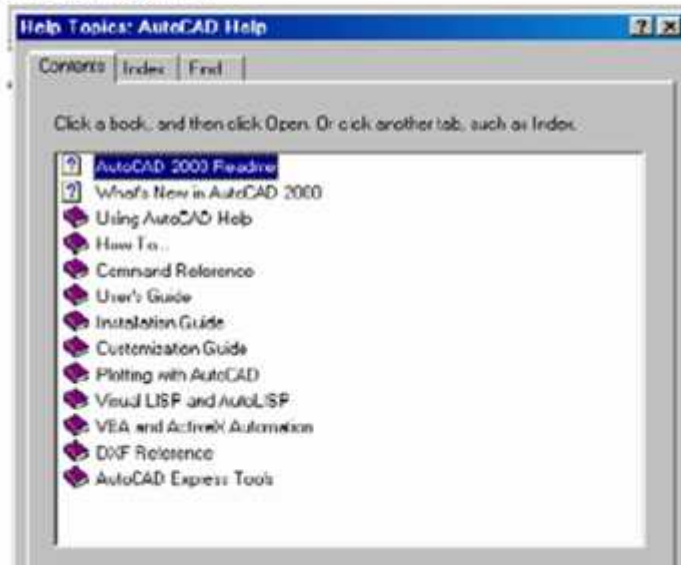 Help Topics: AutoCAD Help
Contents Index Find
Click a book, and then click Open. Or click another tab, such as Index.
AutoCAD 2000 Readme
What's New in AutoCAD 2000
Using AutoCAD Help
How To...
Command Reference
User's Guide
Installation Guide
Customization Guide
Plotting with AutoCAD
Visual LISP and AutoLISP
VBA and ActiveX Automation
DXF Reference
AutoCAD Express Tools